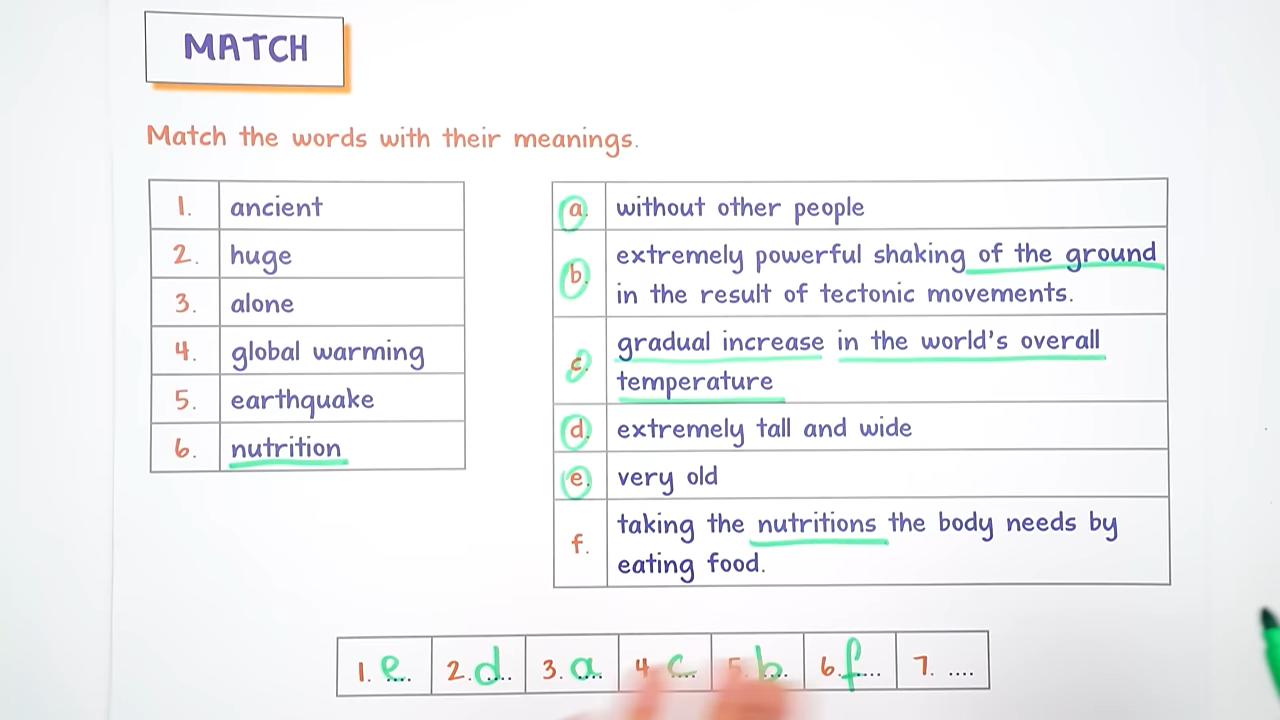 MATCH
Match the words with their meanings.
1. ancient
2. huge
3. alone
4. global warming
5. earthquake
6. nutrition
a. without other people
b. extremely powerful shaking of the ground
in the result of tectonic movements.
c. gradual increase in the world's overall
temperature
d. extremely tall and wide
e. very old
f. taking the nutritions the body needs by
eating food.
1. e 2. d 3. a 4. c 5. b 6. f 7. ....